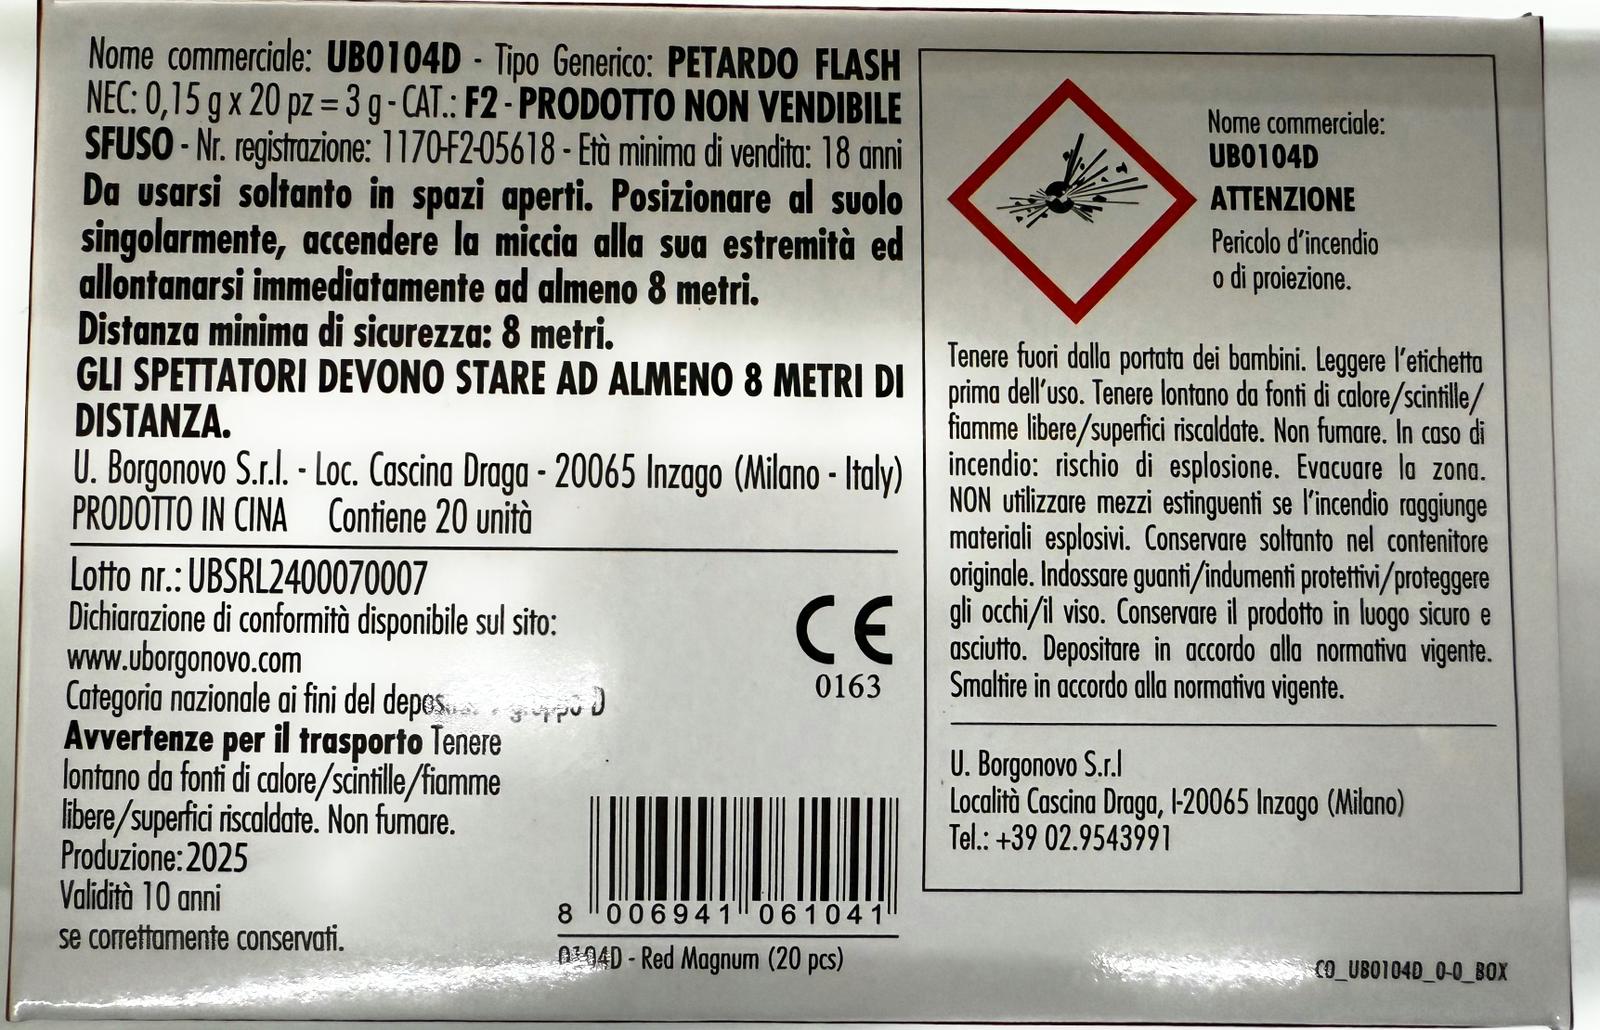 Nome commerciale: UB0104D - Tipo Generico: PETARDO FLASH
NEC: 0,15 g x 20 pz = 3 g - CAT.: F2 - PRODOTTO NON VENDIBILE
SFUSO - Nr. registrazione: 1170-F2-05618 - Età minima di vendita: 18 anni
Da usarsi soltanto in spazi aperti. Posizionare al suolo
singolarmente, accendere la miccia alla sua estremità ed
allontanarsi immediatamente ad almeno 8 metri.
Distanza minima di sicurezza: 8 metri.
GLI SPETTATORI DEVONO STARE AD ALMENO 8 METRI DI
DISTANZA.
U. Borgonovo S.r.l. - Loc. Cascina Draga - 20065 Inzago (Milano - Italy)
PRODOTTO IN CINA Contiene 20 unità
Lotto nr.: UBSRL2400070007
Dichiarazione di conformità disponibile sul sito:
www.uborgonovo.com
Categoria nazionale ai fini del D
Avvertenze per il trasporto Tenere
lontano da fonti di calore/scintille/fiamme
libere/superfici riscaldate. Non fumare.
Produzione: 2025
Validità 10 anni
se correttamente conservati.
CE
0163
8 006941 061041
- Red Magnum (20 pcs)
Nome commerciale:
UB0104D
ATTENZIONE
Pericolo d'incendio
o di proiezione.
Tenere fuori dalla portata dei bambini. Leggere l'etichetta
prima dell'uso. Tenere lontano da fonti di calore/scintille/
fiamme libere/superfici riscaldate. Non fumare. In caso di
incendio: rischio di esplosione. Evacuare la zona.
NON utilizzare mezzi estinguenti se l'incendio raggiunge
materiali esplosivi. Conservare soltanto nel contenitore
originale. Indossare guanti/indumenti protettivi/proteggere
gli occhi/il viso. Conservare il prodotto in luogo sicuro e
asciutto. Depositare in accordo alla normativa vigente.
Smaltire in accordo alla normativa vigente.
U. Borgonovo S.r.l
Località Cascina Draga, I-20065 Inzago (Milano)
Tel.: +39 02.9543991
CO_UB0104D_0-0_BOX